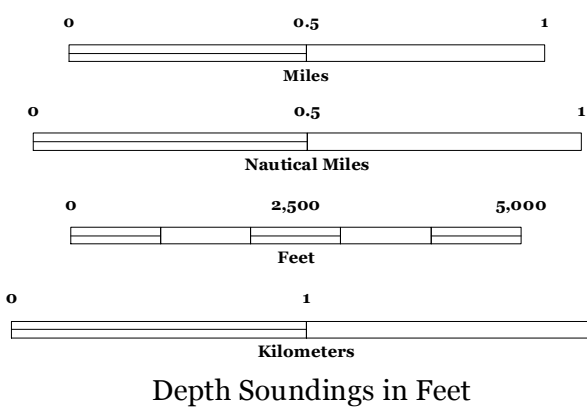 0 0.5 1
Miles
0 0.5 1
Nautical Miles
0 2,500 5,000
Feet
0 1
Kilometers
Depth Soundings in Feet